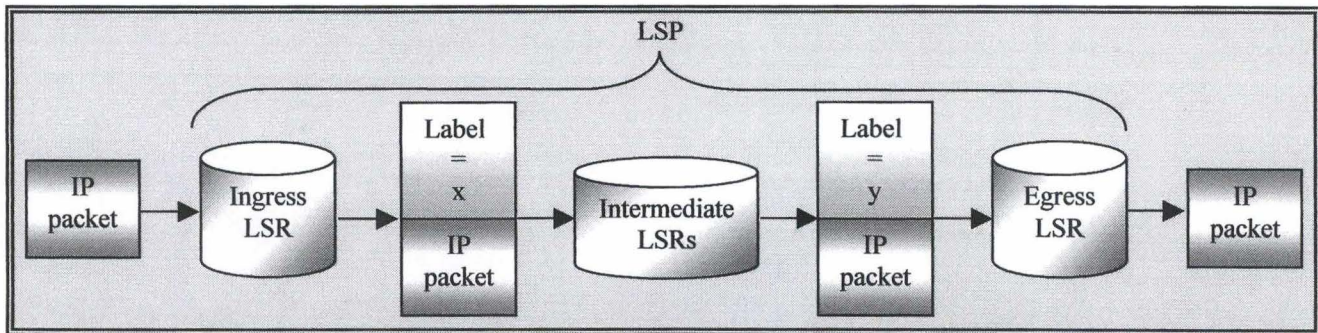 LSP
IP
packet
Ingress
LSR
Label
=
x
IP
packet
Intermediate
LSRs
Label
=
y
IP
packet
Egress
LSR
IP
packet